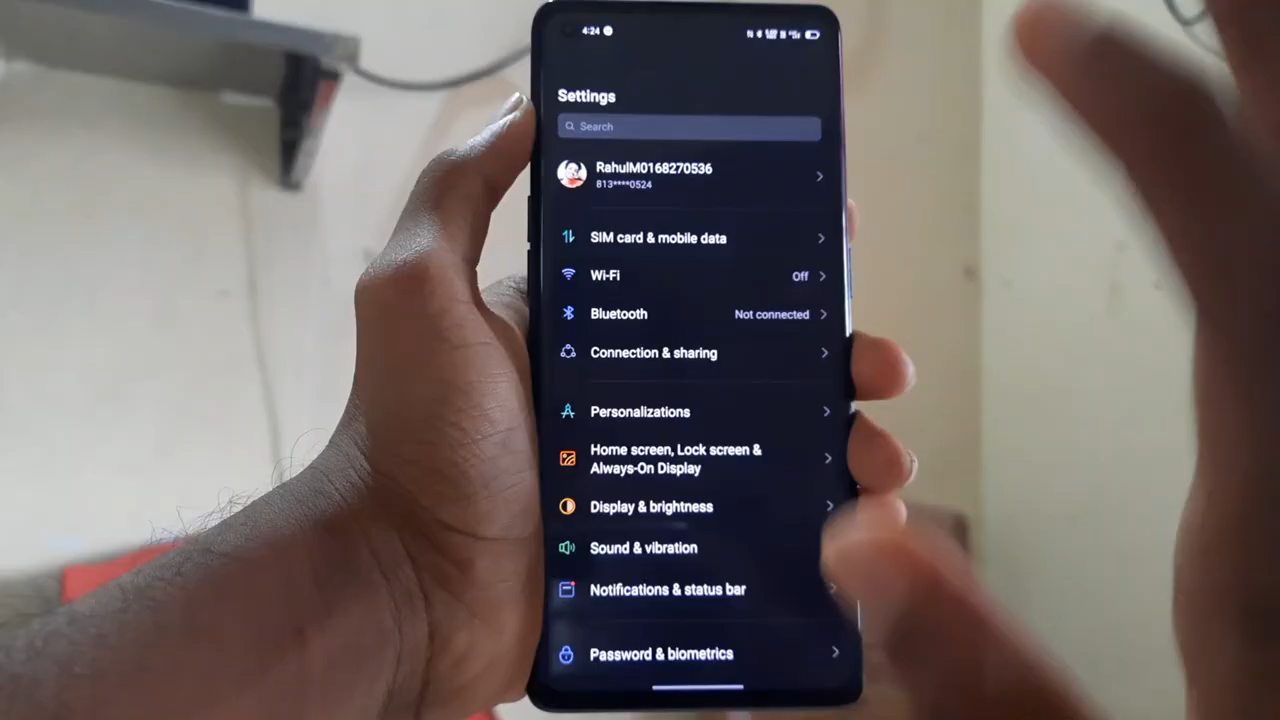 4:24
Settings
Search
RahulM0168270536
813****0524
SIM card & mobile data
Wi-Fi Off
Bluetooth Not connected
Connection & sharing
Personalizations
Home screen, Lock screen &
Always-On Display
Display & brightness
Sound & vibration
Notifications & status bar
Password & biometrics